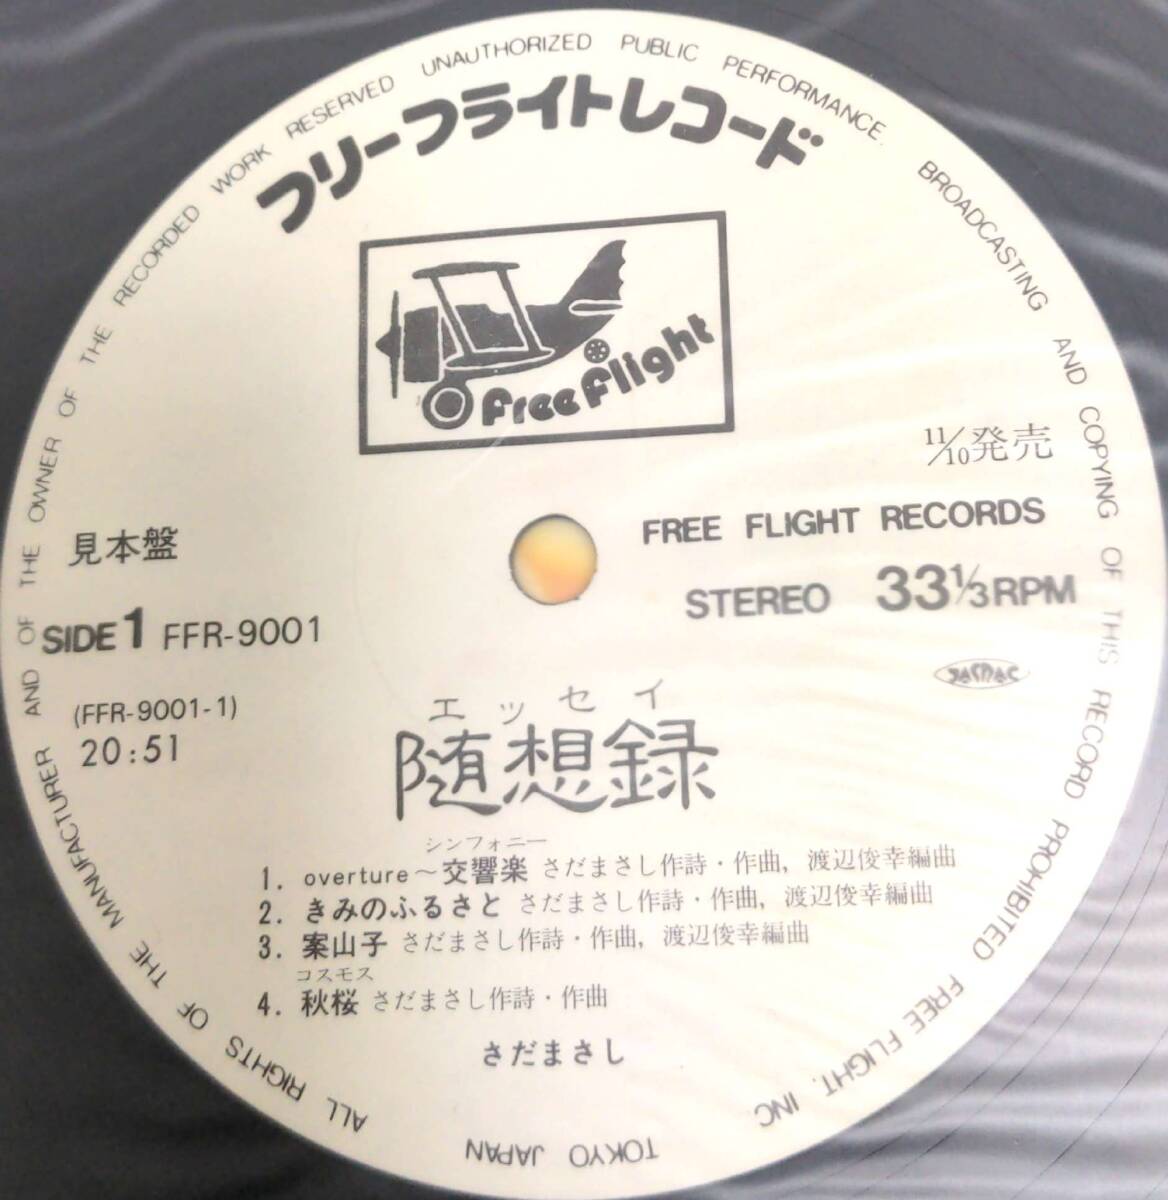 ALL RIGHTS OF THE MANUFACTURER AND OF THE OWNER OF THE RECORDED WORK RESERVED UNAUTHORIZED PUBLIC PERFORMANCE. BROADCASTING AND COPYING OF THIS RECORD PROHIBITED FREE FLIGHT, INC. TOKYO JAPAN
フリーフライトレコード
free flight
11/10発売
見本盤
FREE FLIGHT RECORDS
SIDE 1 FFR-9001
STEREO 33 1/3 RPM
(FFR-9001-1)
JASRAC
20:51
エッセイ
随想録
シンフォニー
1. overture～交響楽 さだまさし作詩・作曲, 渡辺俊幸編曲
2. きみのふるさと さだまさし作詩・作曲, 渡辺俊幸編曲
3. 案山子 さだまさし作詩・作曲, 渡辺俊幸編曲
コスモス
4. 秋桜 さだまさし作詩・作曲
さだまさし